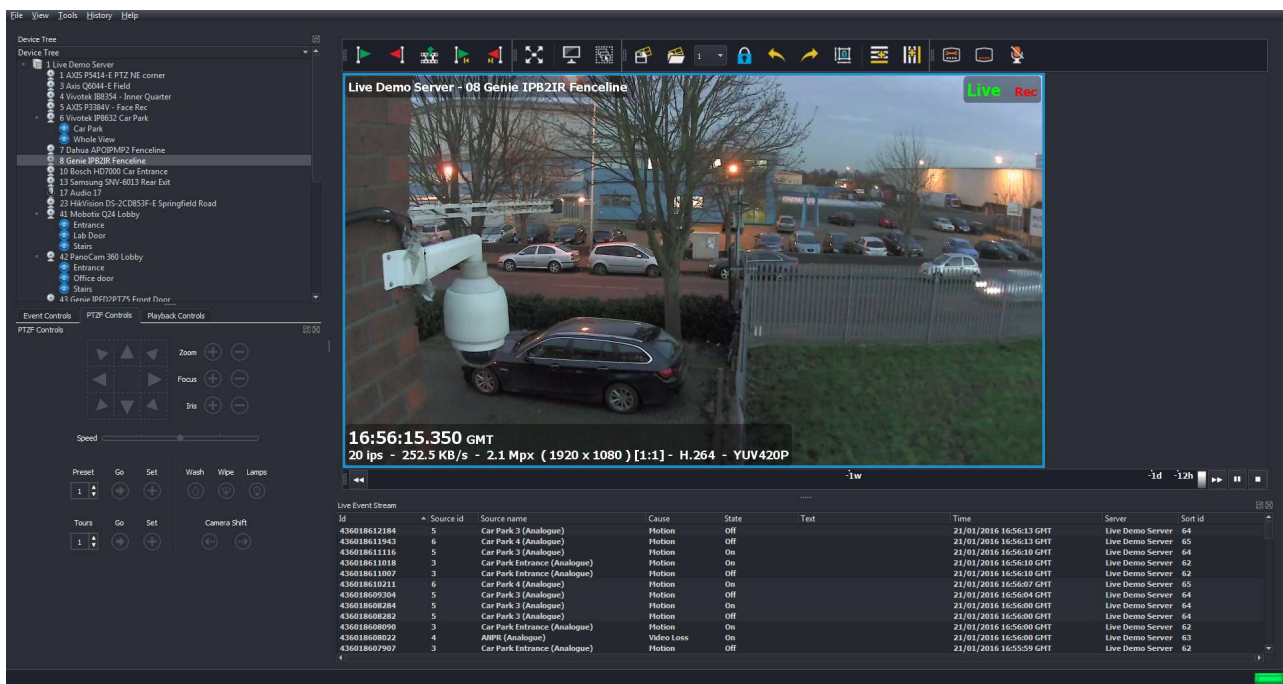 File View Tools History Help
Device Tree
Device Tree
1 Live Demo Server
1 AXIS P5414-E PTZ NE corner
3 Axis Q6044-E Field
4 Vivotek IB8354 - Inner Quarter
5 AXIS P3384V - Face Rec
6 Vivotek IP8632 Car Park
Car Park
Whole View
7 Dahua APOIPMP2 Fenceline
8 Genie IPB2IR Fenceline
10 Bosch HD7000 Car Entrance
13 Samsung SNV-6013 Rear Exit
17 Audio 17
23 HikVision DS-2CD853F-E Springfield Road
41 Mobotix Q24 Lobby
Entrance
Lab Door
Stairs
42 PanoCam 360 Lobby
Entrance
Office door
Stairs
43 Genie IPFD2PTZ5 Front Door
Event Controls PTZF Controls Playback Controls
PTZF Controls
Zoom
Focus
Iris
Speed
Preset Go Set Wash Wipe Lamps
1
Tours Go Set Camera Shift
1
1
Live Demo Server - 08 Genie IPB2IR Fenceline
Live Rec
16:56:15.350 GMT
20 ips - 252.5 KB/s - 2.1 Mpx ( 1920 x 1080 ) [1:1] - H.264 - YUV420P
-1w -1d -12h
Live Event Stream
Id Source id Source name Cause State Text Time Server Sort id
436018612184 5 Car Park 3 (Analogue) Motion Off 21/01/2016 16:56:13 GMT Live Demo Server 64
436018611943 6 Car Park 4 (Analogue) Motion Off 21/01/2016 16:56:13 GMT Live Demo Server 65
436018611116 5 Car Park 3 (Analogue) Motion On 21/01/2016 16:56:10 GMT Live Demo Server 64
436018611018 3 Car Park Entrance (Analogue) Motion On 21/01/2016 16:56:10 GMT Live Demo Server 62
436018611007 3 Car Park Entrance (Analogue) Motion Off 21/01/2016 16:56:10 GMT Live Demo Server 62
436018610211 6 Car Park 4 (Analogue) Motion On 21/01/2016 16:56:07 GMT Live Demo Server 65
436018609304 5 Car Park 3 (Analogue) Motion Off 21/01/2016 16:56:04 GMT Live Demo Server 64
436018608284 5 Car Park 3 (Analogue) Motion On 21/01/2016 16:56:00 GMT Live Demo Server 64
436018608282 5 Car Park 3 (Analogue) Motion Off 21/01/2016 16:56:00 GMT Live Demo Server 64
436018608090 3 Car Park Entrance (Analogue) Motion On 21/01/2016 16:56:00 GMT Live Demo Server 62
436018608022 4 ANPR (Analogue) Video Loss On 21/01/2016 16:56:00 GMT Live Demo Server 63
436018607907 3 Car Park Entrance (Analogue) Motion Off 21/01/2016 16:55:59 GMT Live Demo Server 62